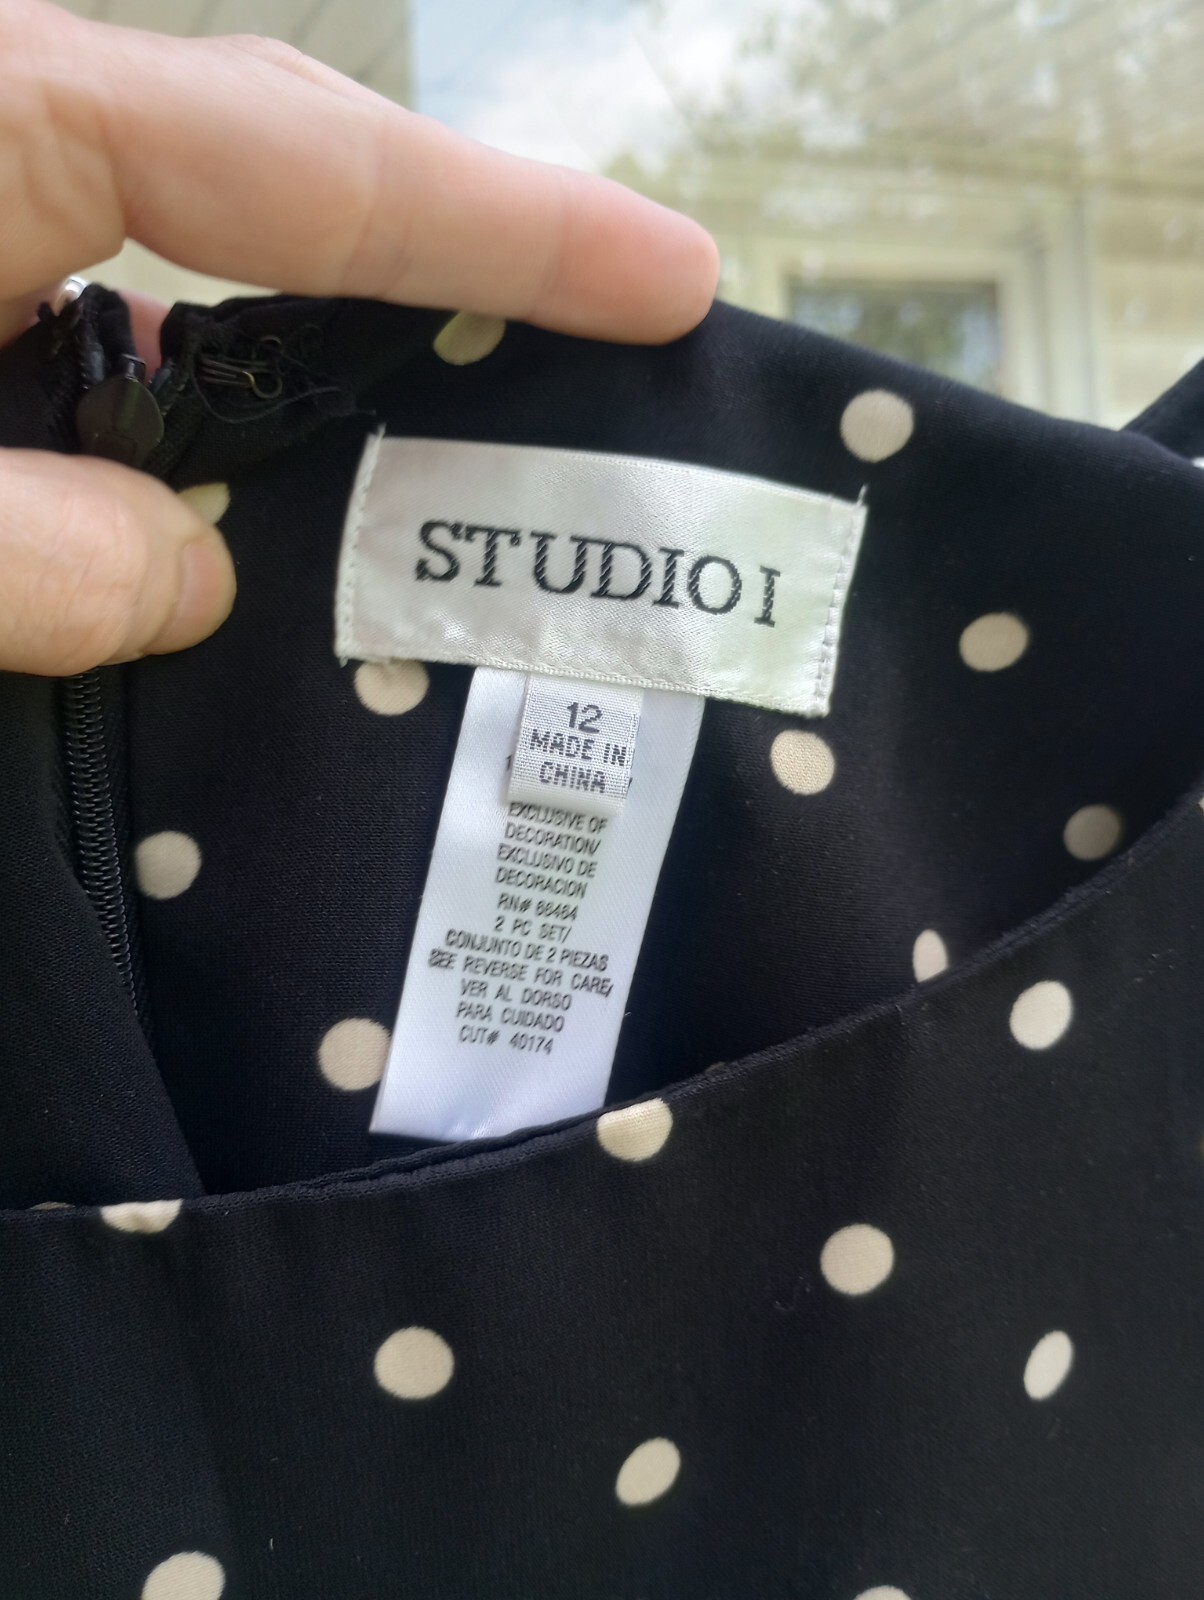 STUDIO I
12
MADE IN
CHINA
EXCLUSIVE OF
DECORATION/
EXCLUSIVO DE
DECORACION
RN# 66464
2 PC SET/
CONJUNTO DE 2 PIEZAS
SEE REVERSE FOR CARE/
VER AL DORSO
PARA CUIDADO
CUT# 40174